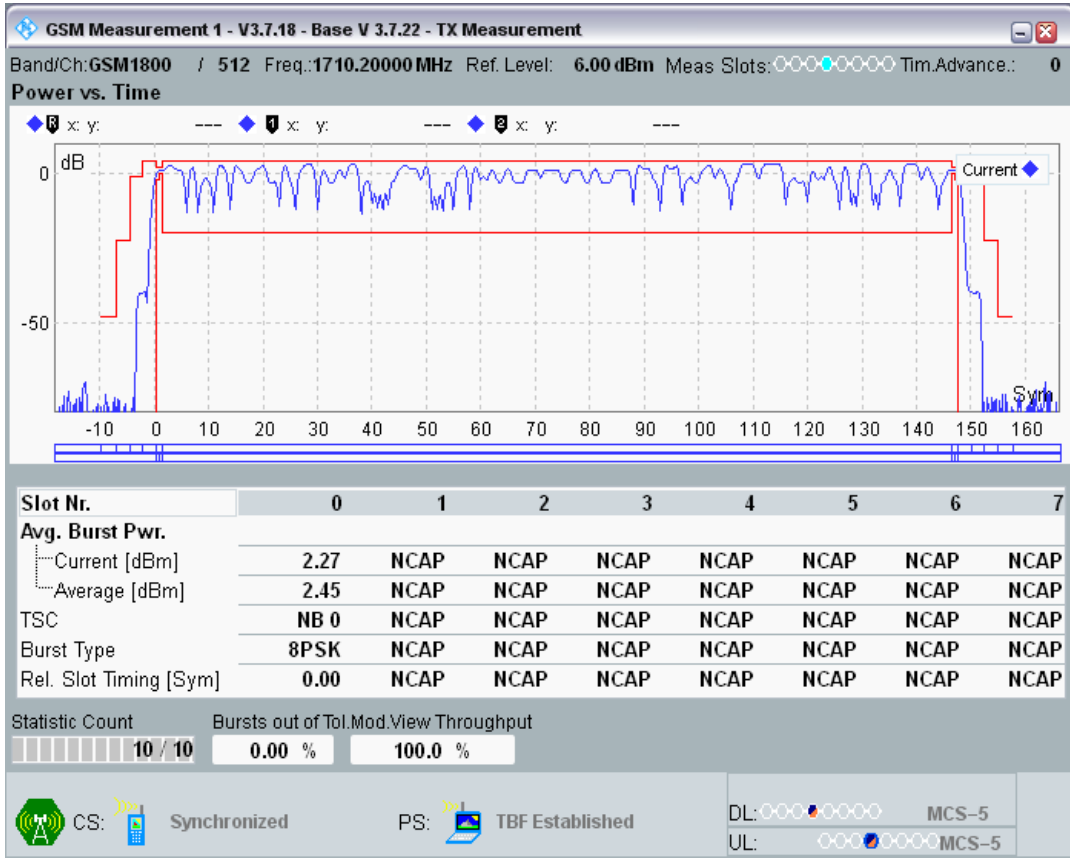 GSM Measurement 1 - V3.7.18 - Base V 3.7.22 - TX Measurement
Band/Ch:GSM1800 / 512 Freq.:1710.20000 MHz Ref. Level: 6.00 dBm Meas Slots: Tim.Advance.: 0
Power vs. Time
R x: y: --- 1 x: y: --- 2 x: y: ---
dB
Current
0
-50
Sym
-10 0 10 20 30 40 50 60 70 80 90 100 110 120 130 140 150 160
Slot Nr. 0 1 2 3 4 5 6 7
Avg. Burst Pwr.
Current [dBm] 2.27 NCAP NCAP NCAP NCAP NCAP NCAP NCAP
Average [dBm] 2.45 NCAP NCAP NCAP NCAP NCAP NCAP NCAP
TSC NB 0 NCAP NCAP NCAP NCAP NCAP NCAP NCAP
Burst Type 8PSK NCAP NCAP NCAP NCAP NCAP NCAP NCAP
Rel. Slot Timing [Sym] 0.00 NCAP NCAP NCAP NCAP NCAP NCAP NCAP
Statistic Count Bursts out of Tol.Mod.View Throughput
10 / 10 0.00 % 100.0 %
CS: Synchronized PS: TBF Established
DL: MCS-5
UL: MCS-5